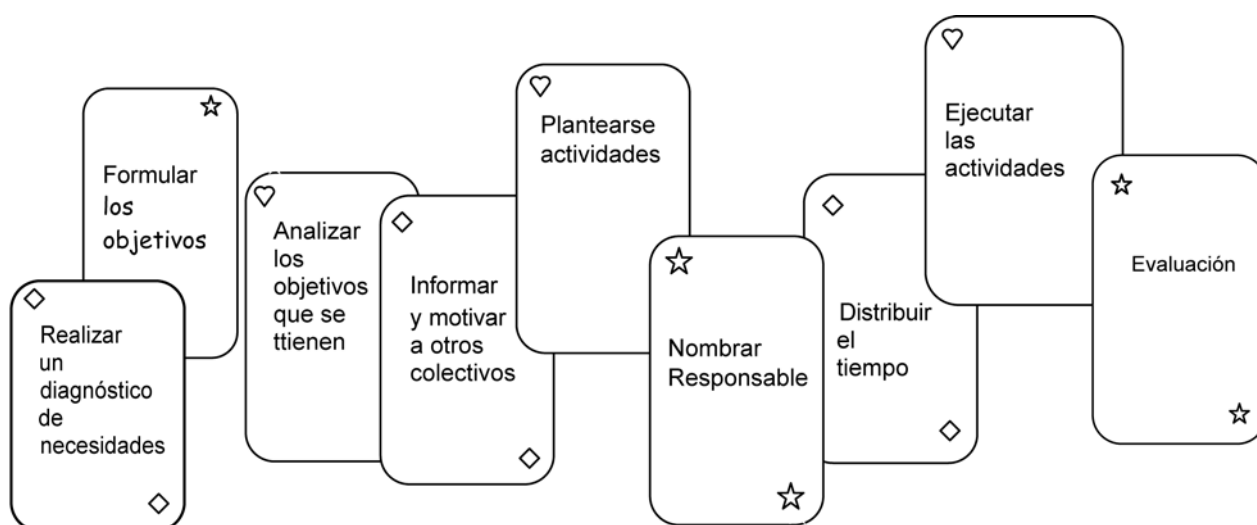 Realizar
un
diagnóstico
de
necesidades
Formular
los
objetivos
Analizar
los
objetivos
que se
ttienen
Informar
y motivar
a otros
colectivos
Plantearse
actividades
Nombrar
Responsable
Distribuir
el
tiempo
Ejecutar
las
actividades
Evaluación